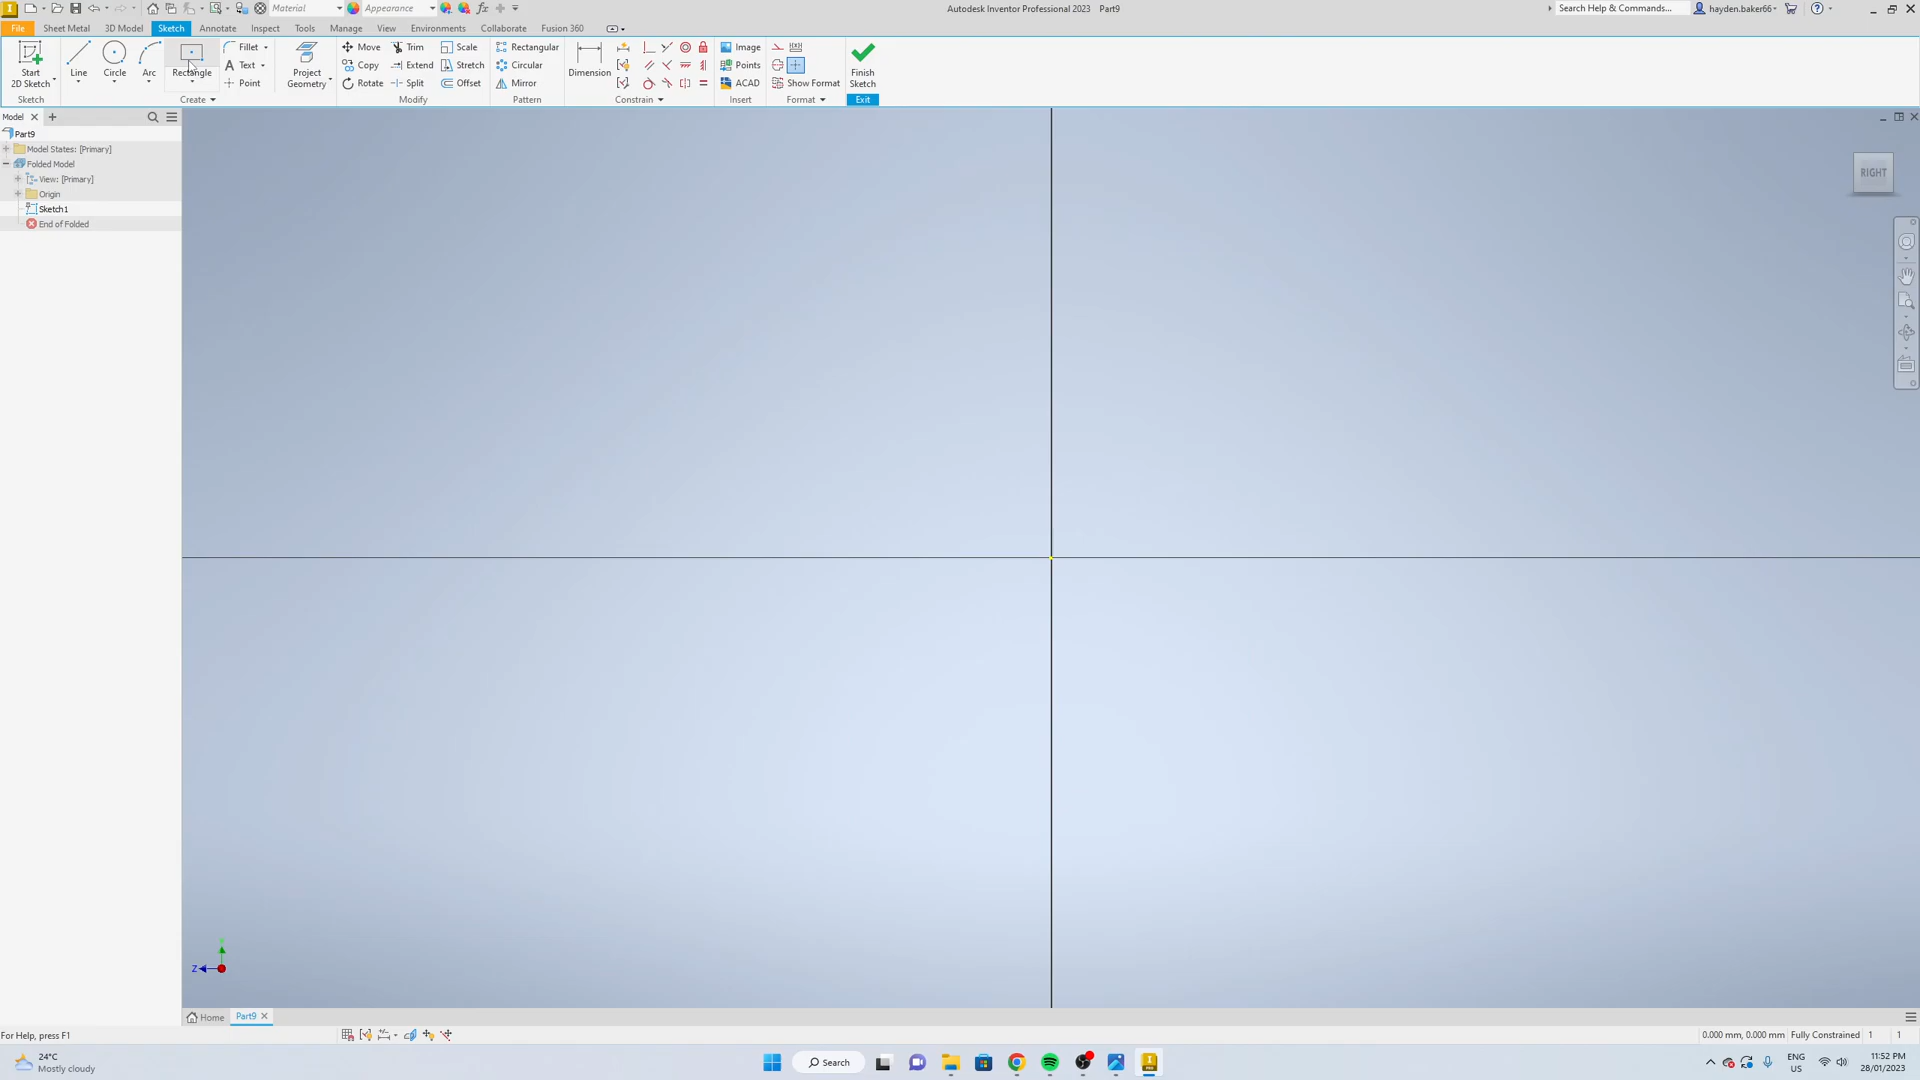 Material Appearance
Autodesk Inventor Professional 2023 Part9
Search Help & Commands... hayden.baker66
File Sheet Metal 3D Model Sketch Annotate Inspect Tools Manage View Environments Collaborate Fusion 360
Start 2D Sketch Line Circle Arc Rectangle
Fillet
Text
Point
Project Geometry
Move Trim Scale
Copy Extend Stretch
Rotate Split Offset
Rectangular
Circular
Mirror
Dimension
Image
Points
ACAD
Show Format
Finish Sketch
Sketch Create Modify Pattern Constrain Insert Format Exit
Model
Part9
Model States: [Primary]
Folded Model
View: [Primary]
Origin
Sketch1
End of Folded
RIGHT
Z
Home Part9
For Help, press F1
0.000 mm, 0.000 mm Fully Constrained 1 1
24°C
Mostly cloudy
Search
ENG
US
11:52 PM
28/01/2023